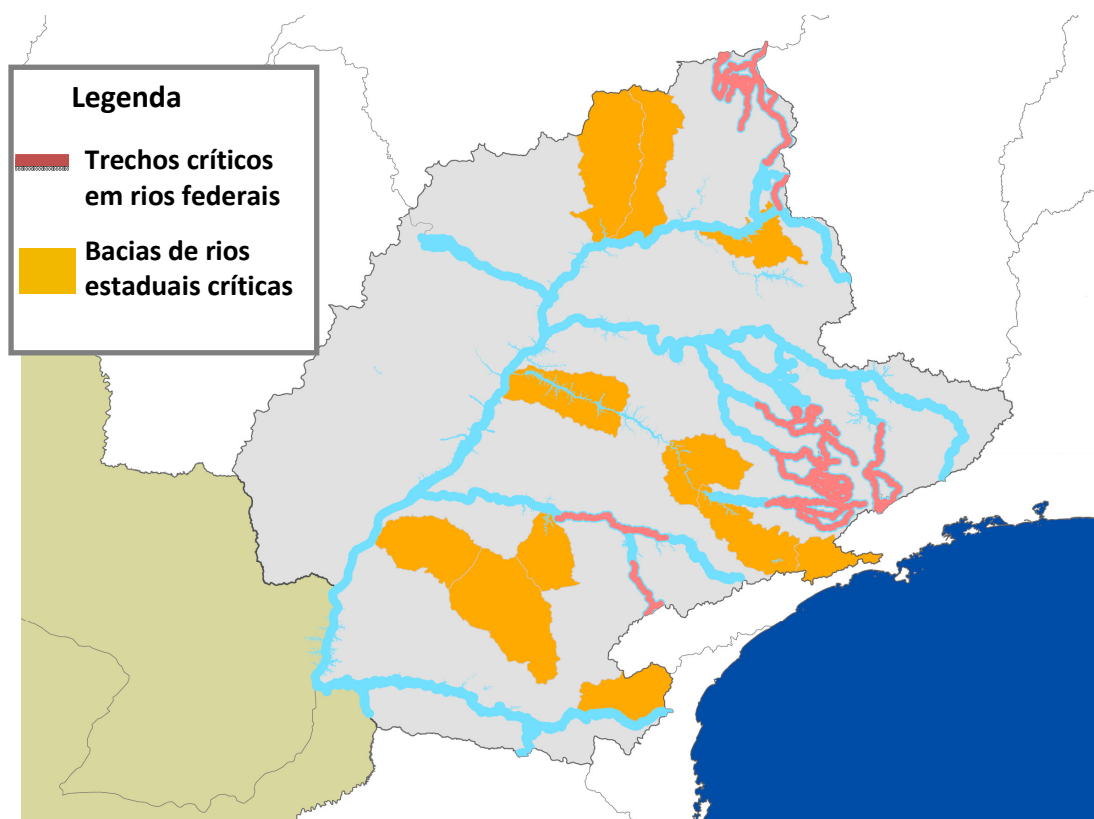 Legenda
Trechos críticos
em rios federais
Bacias de rios
estaduais críticas